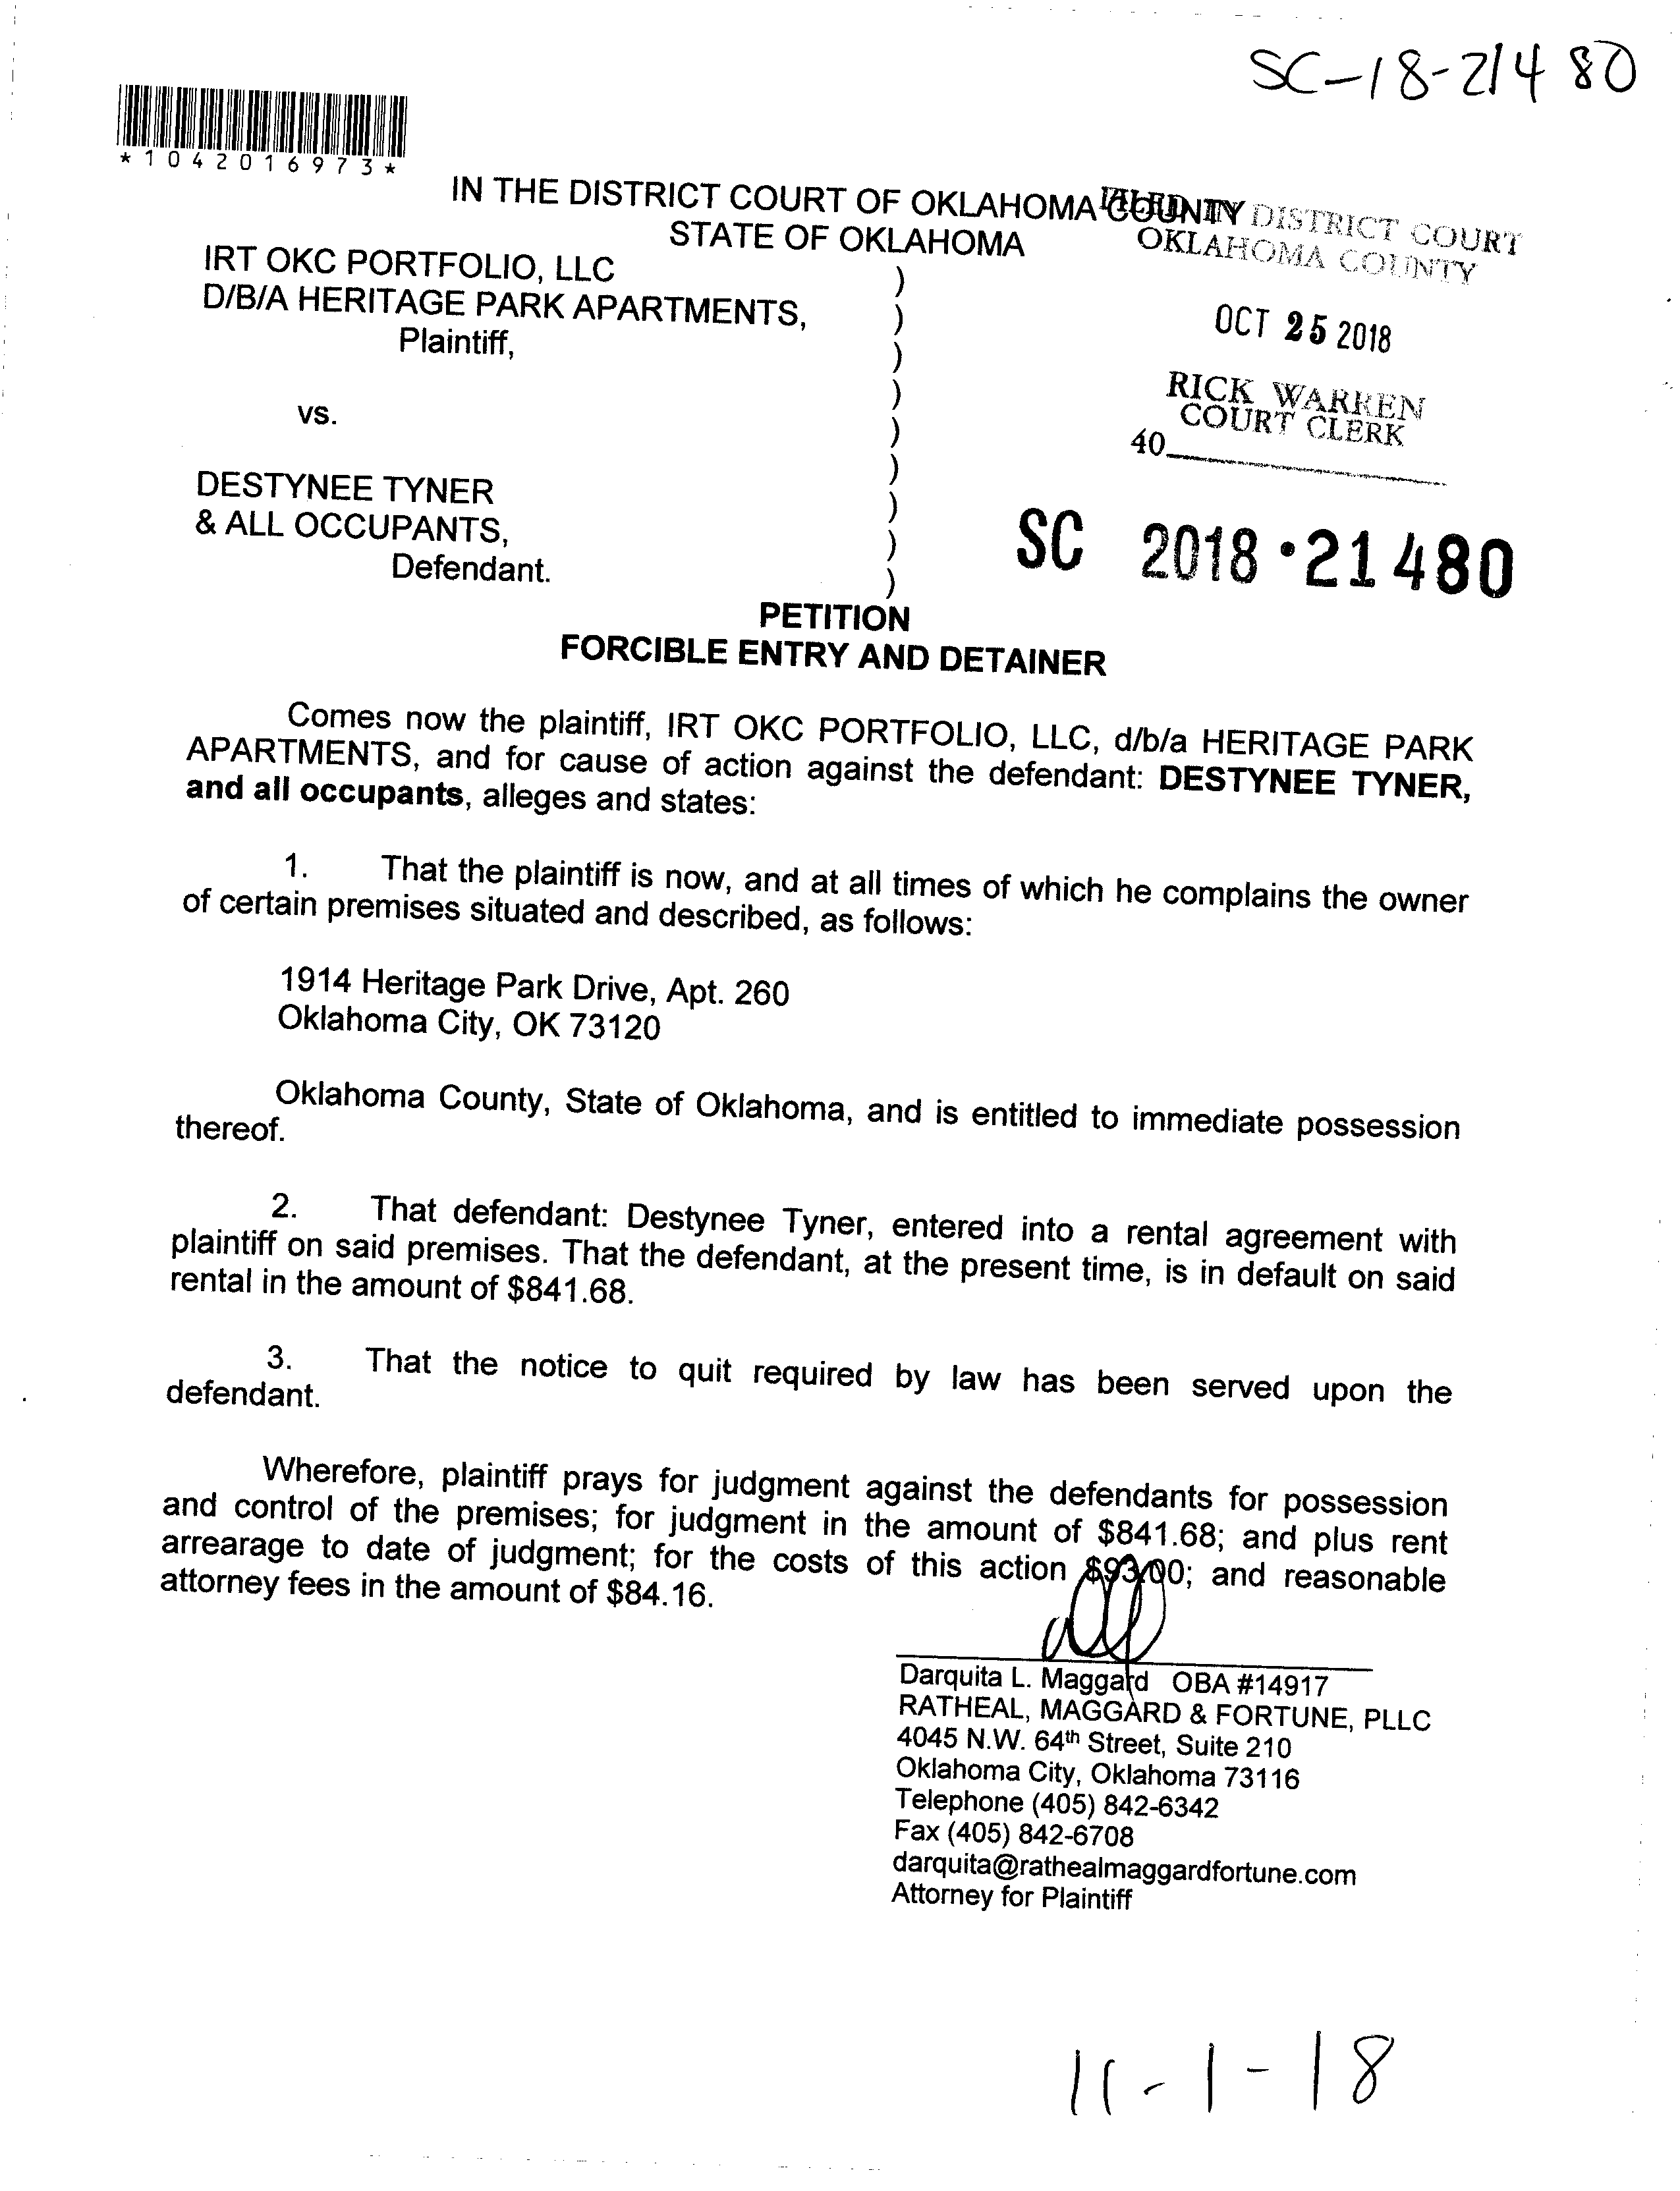 SC-18-21480
*1042016973*
IN THE DISTRICT COURT OF OKLAHOMA COUNTY
STATE OF OKLAHOMA
FILED IN DISTRICT COURT
OKLAHOMA COUNTY
IRT OKC PORTFOLIO, LLC )
D/B/A HERITAGE PARK APARTMENTS, )
Plaintiff, )
)
vs. )
)
DESTYNEE TYNER )
& ALL OCCUPANTS, )
Defendant. )
OCT 25 2018
RICK WARREN
COURT CLERK
40
SC 2018 • 21480
PETITION
FORCIBLE ENTRY AND DETAINER
Comes now the plaintiff, IRT OKC PORTFOLIO, LLC, d/b/a HERITAGE PARK
APARTMENTS, and for cause of action against the defendant: DESTYNEE TYNER,
and all occupants, alleges and states:
1. That the plaintiff is now, and at all times of which he complains the owner
of certain premises situated and described, as follows:
1914 Heritage Park Drive, Apt. 260
Oklahoma City, OK 73120
Oklahoma County, State of Oklahoma, and is entitled to immediate possession
thereof.
2. That defendant: Destynee Tyner, entered into a rental agreement with
plaintiff on said premises. That the defendant, at the present time, is in default on said
rental in the amount of $841.68.
3. That the notice to quit required by law has been served upon the
defendant.
Wherefore, plaintiff prays for judgment against the defendants for possession
and control of the premises; for judgment in the amount of $841.68; and plus rent
arrearage to date of judgment; for the costs of this action $93.00; and reasonable
attorney fees in the amount of $84.16.
Darquita L. Maggard OBA #14917
RATHEAL, MAGGARD & FORTUNE, PLLC
4045 N.W. 64th Street, Suite 210
Oklahoma City, Oklahoma 73116
Telephone (405) 842-6342
Fax (405) 842-6708
darquita@rathealmaggardfortune.com
Attorney for Plaintiff
11-1-18